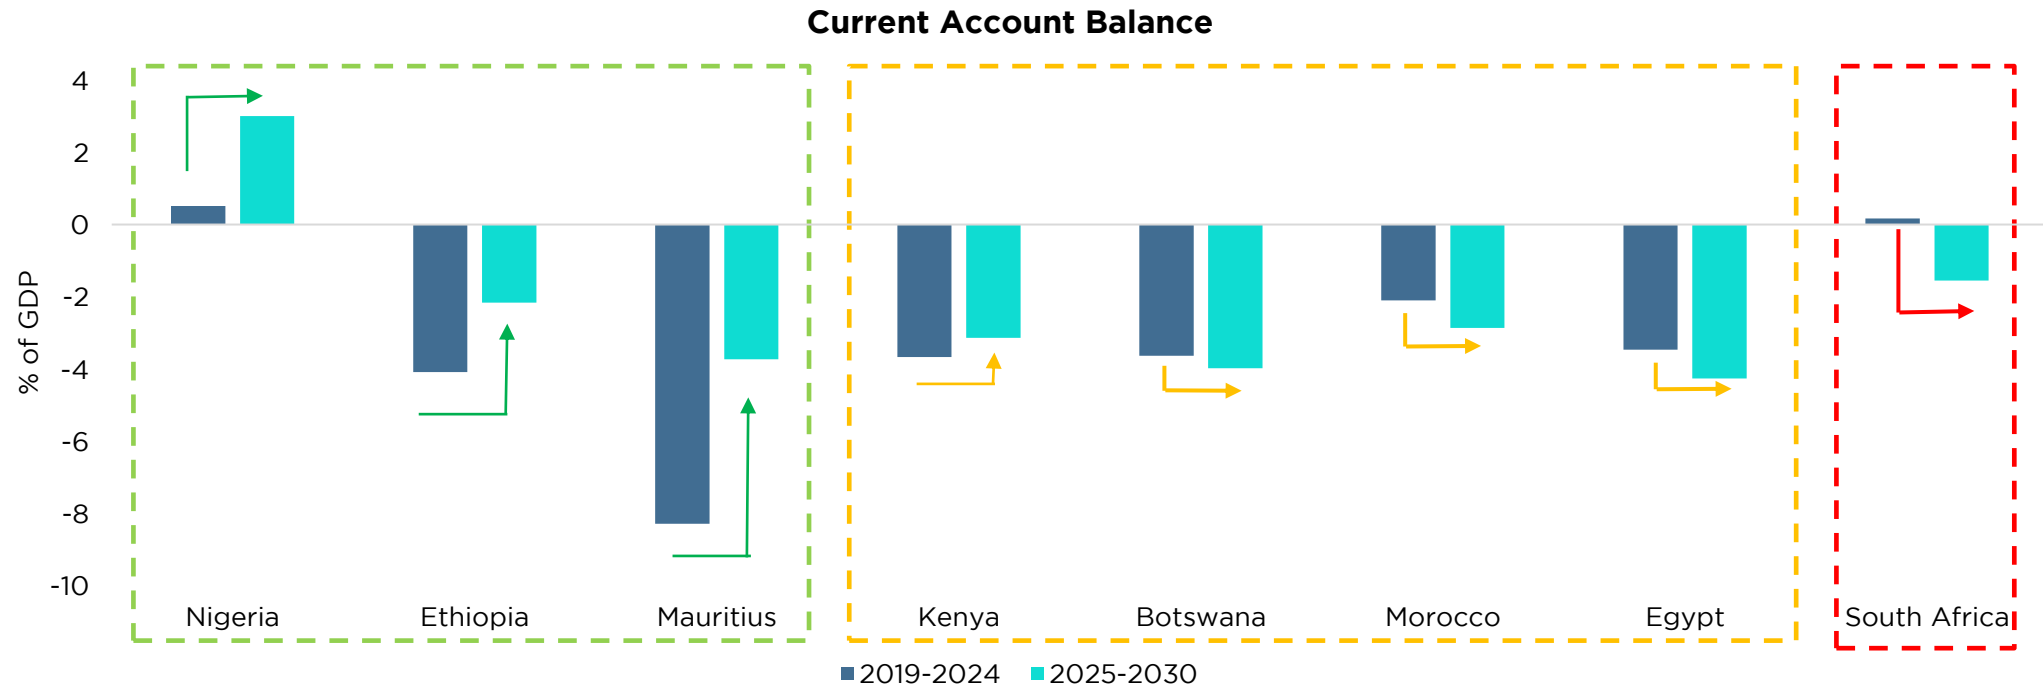 Current Account Balance
4
2
0
-2
-4
-6
-8
-10
% of GDP
Nigeria
Ethiopia
Mauritius
Kenya
Botswana
Morocco
Egypt
South Africa
2019-2024
2025-2030